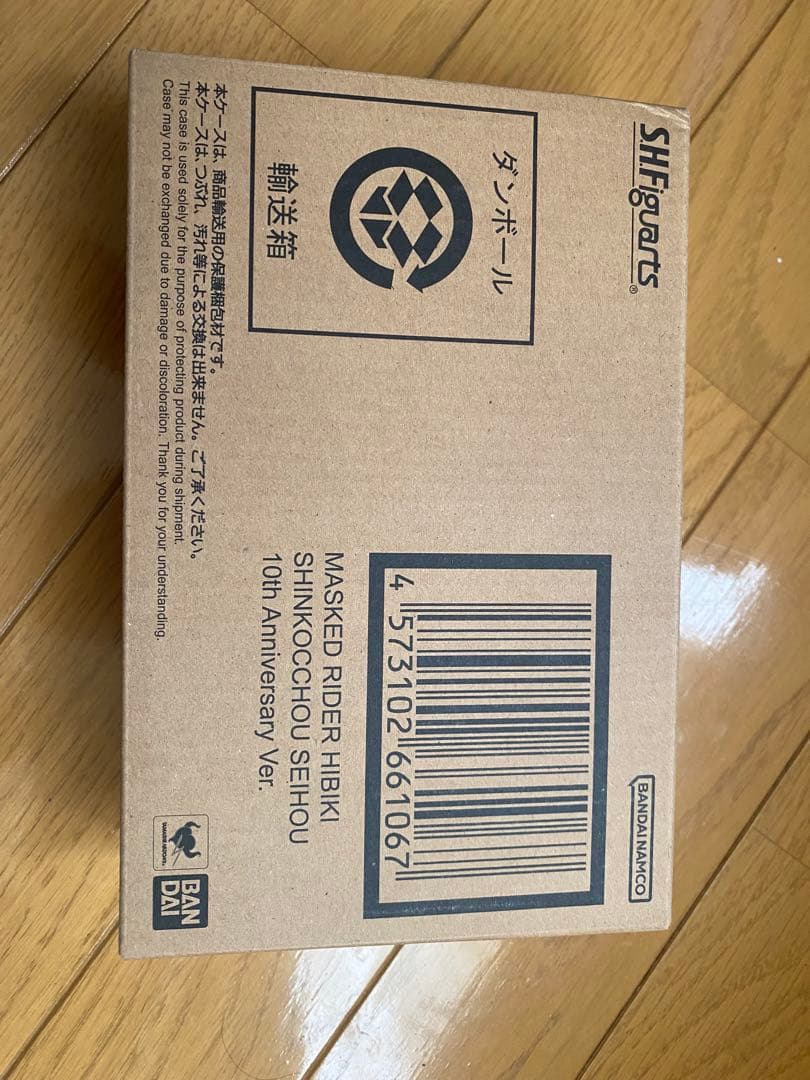 S.H.Figuarts®
ダンボール
輸送箱
本ケースは、商品輸送用の保護梱包材です。
本ケースは、つぶれ、汚れ等による交換は出来ません。ご了承ください。
This case is used solely for the purpose of protecting product during shipment.
Case may not be exchanged due to damage or discoloration. Thank you for your understanding.
BANDAI NAMCO
4 573102 661067
MASKED RIDER HIBIKI
SHINKOCCHOU SEIHOU
10th Anniversary Ver.
TAMASHII NATIONS
BAN
DAI